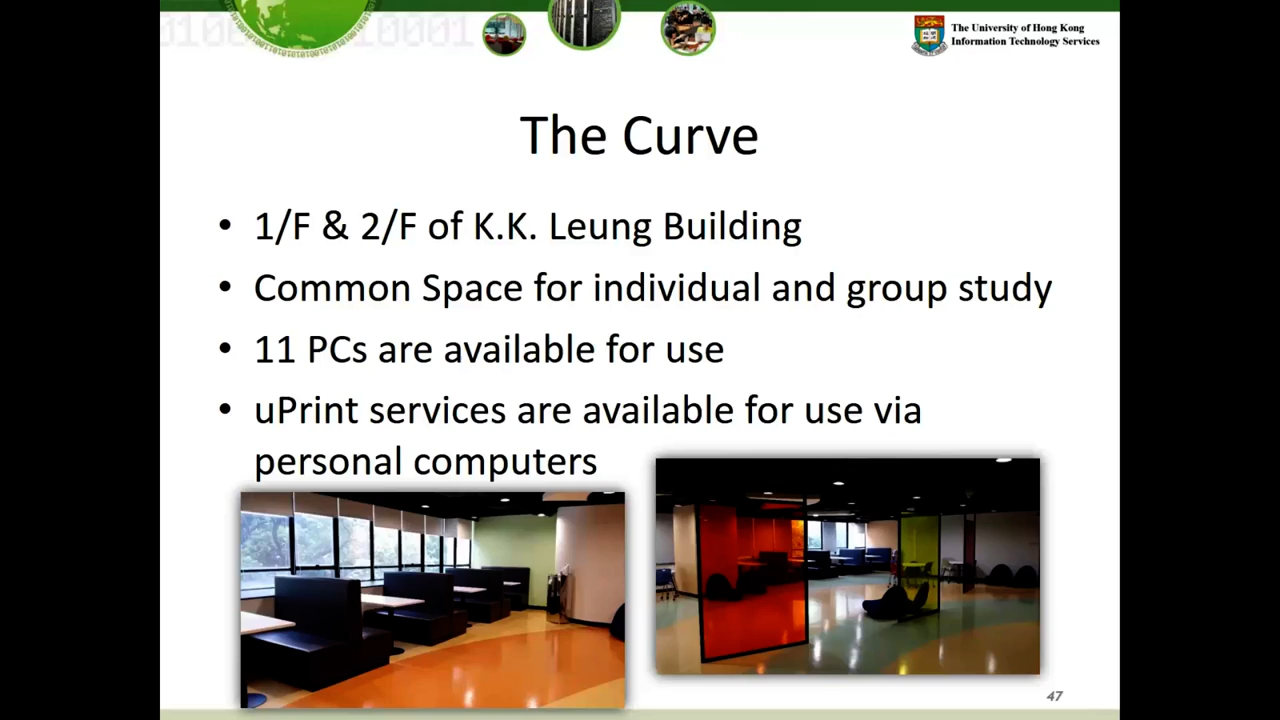 The University of Hong Kong
Information Technology Services
The Curve
• 1/F & 2/F of K.K. Leung Building
• Common Space for individual and group study
• 11 PCs are available for use
• uPrint services are available for use via
personal computers
47